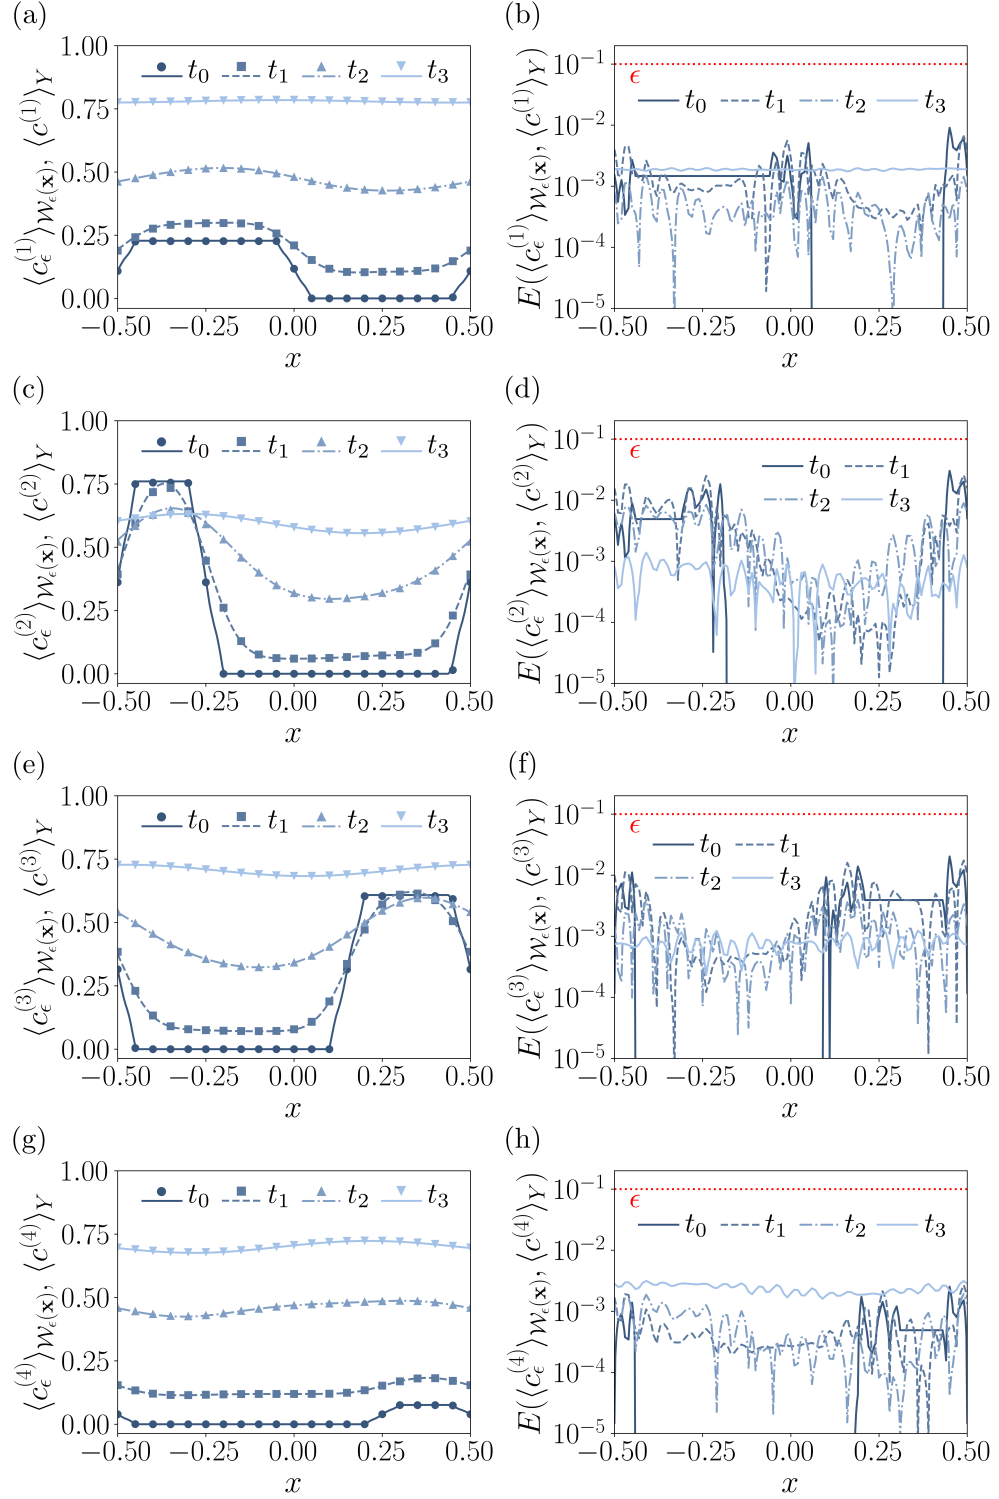 (a)
⟨c_ϵ^(1)⟩_𝒲ϵ(𝐱), ⟨c^(1)⟩_Y
1.00
0.75
0.50
0.25
0.00
t0 t1 t2 t3
−0.50 −0.25 0.00 0.25 0.50
x
(b)
E(⟨c_ϵ^(1)⟩_𝒲ϵ(𝐱), ⟨c^(1)⟩_Y)
10^−1
10^−2
10^−3
10^−4
10^−5
ϵ
t0 t1 t2 t3
−0.50 −0.25 0.00 0.25 0.50
x
(c)
⟨c_ϵ^(2)⟩_𝒲ϵ(𝐱), ⟨c^(2)⟩_Y
1.00
0.75
0.50
0.25
0.00
t0 t1 t2 t3
−0.50 −0.25 0.00 0.25 0.50
x
(d)
E(⟨c_ϵ^(2)⟩_𝒲ϵ(𝐱), ⟨c^(2)⟩_Y)
10^−1
10^−2
10^−3
10^−4
10^−5
ϵ
t0 t1
t2 t3
−0.50 −0.25 0.00 0.25 0.50
x
(e)
⟨c_ϵ^(3)⟩_𝒲ϵ(𝐱), ⟨c^(3)⟩_Y
1.00
0.75
0.50
0.25
0.00
t0 t1 t2 t3
−0.50 −0.25 0.00 0.25 0.50
x
(f)
E(⟨c_ϵ^(3)⟩_𝒲ϵ(𝐱), ⟨c^(3)⟩_Y)
10^−1
10^−2
10^−3
10^−4
10^−5
ϵ
t0 t1
t2 t3
−0.50 −0.25 0.00 0.25 0.50
x
(g)
⟨c_ϵ^(4)⟩_𝒲ϵ(𝐱), ⟨c^(4)⟩_Y
1.00
0.75
0.50
0.25
0.00
t0 t1 t2 t3
−0.50 −0.25 0.00 0.25 0.50
x
(h)
E(⟨c_ϵ^(4)⟩_𝒲ϵ(𝐱), ⟨c^(4)⟩_Y)
10^−1
10^−2
10^−3
10^−4
10^−5
ϵ
t0 t1 t2 t3
−0.50 −0.25 0.00 0.25 0.50
x